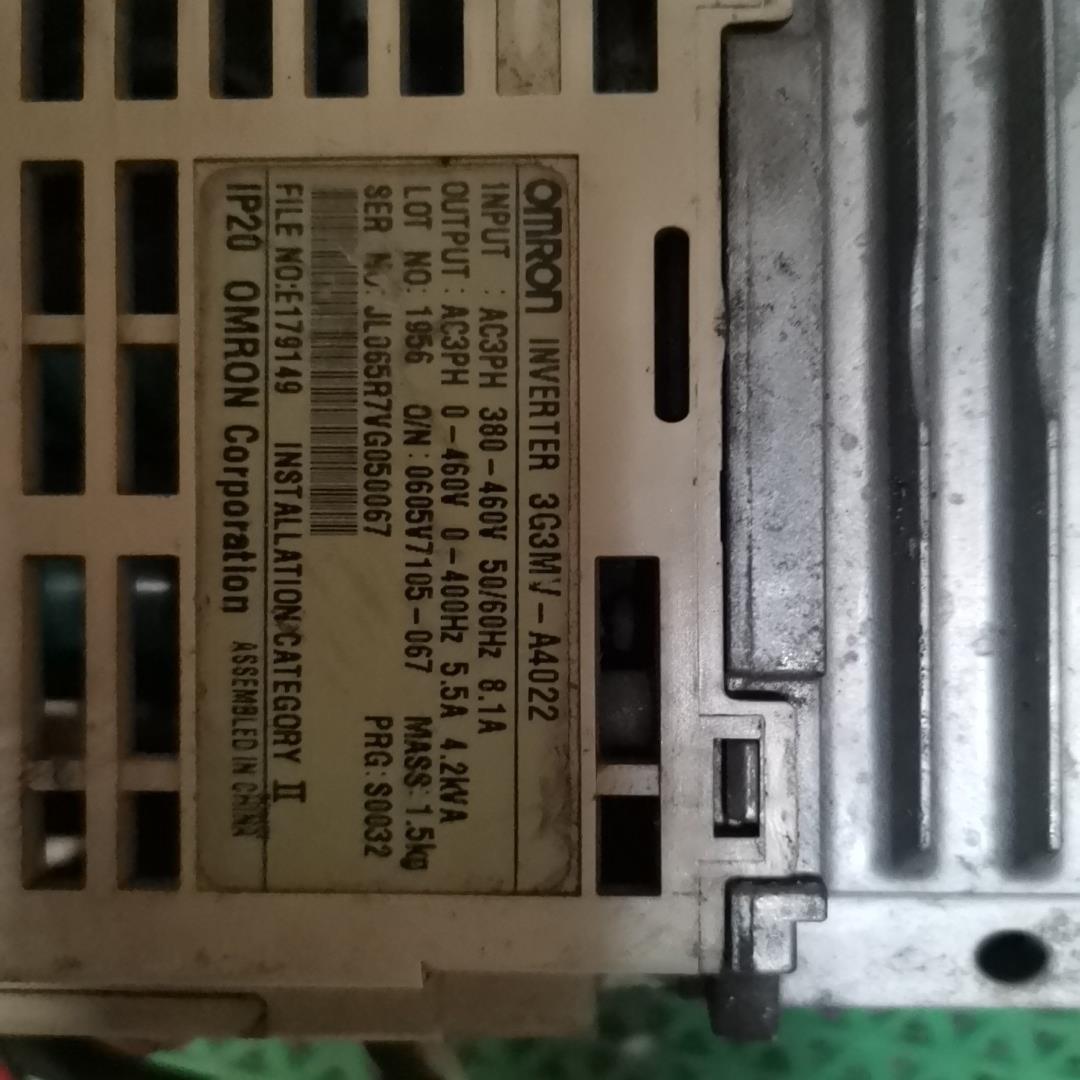 OMRON INVERTER 3G3MV-A4022
INPUT : AC3PH 380-460V 50/60Hz 8.1A
OUTPUT: AC3PH 0-460V 0-400Hz 5.5A 4.2kVA
LOT NO: 1956 O/N:0605V7105-067 MASS:1.5kg
SER NO: JL065R7VG050067 PRG:S0032
FILE NO:E179149 INSTALLATION CATEGORY II
IP20 OMRON Corporation ASSEMBLED IN CHINA